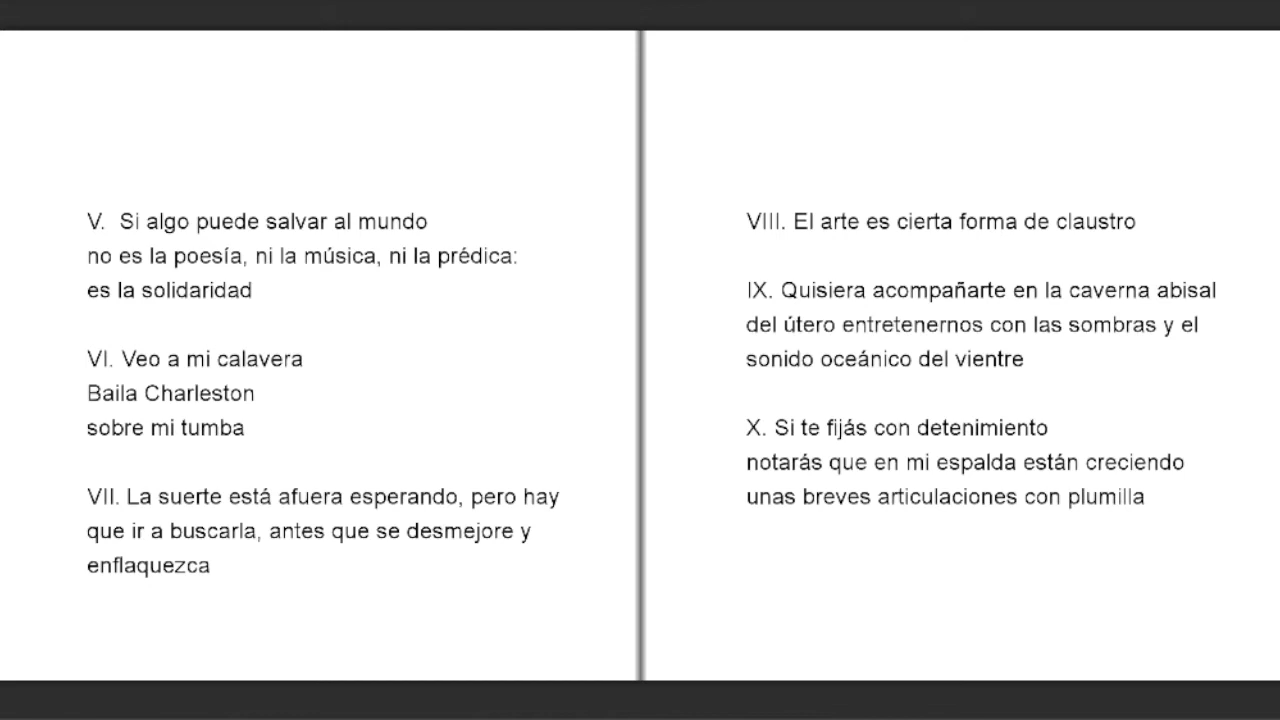 V. Si algo puede salvar al mundo
no es la poesía, ni la música, ni la prédica:
es la solidaridad
VI. Veo a mi calavera
Baila Charleston
sobre mi tumba
VII. La suerte está afuera esperando, pero hay
que ir a buscarla, antes que se desmejore y
enflaquezca
VIII. El arte es cierta forma de claustro
IX. Quisiera acompañarte en la caverna abisal
del útero entretenernos con las sombras y el
sonido oceánico del vientre
X. Si te fijás con detenimiento
notarás que en mi espalda están creciendo
unas breves articulaciones con plumilla